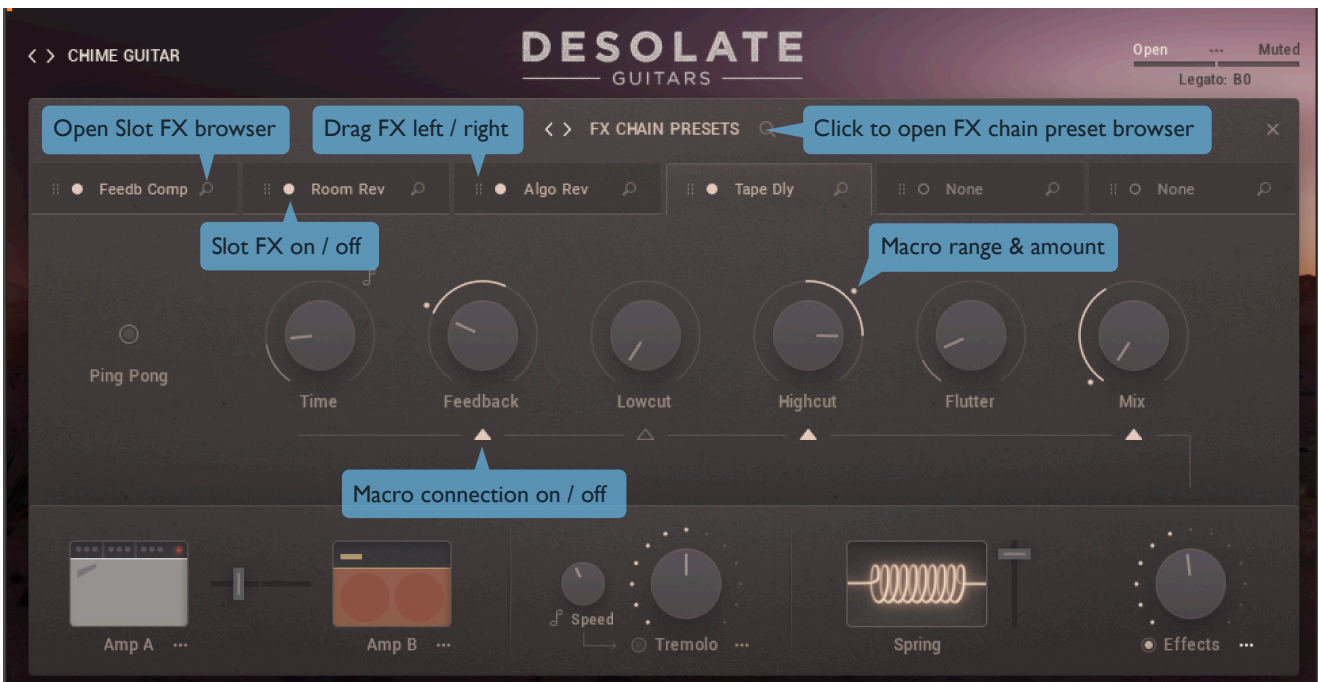 CHIME GUITAR
DESOLATE
GUITARS
Open ... Muted
Legato: B0
Open Slot FX browser
Drag FX left / right
FX CHAIN PRESETS
Click to open FX chain preset browser
Feedb Comp
Room Rev
Algo Rev
Tape Dly
None
None
Slot FX on / off
Macro range & amount
Ping Pong
Time
Feedback
Lowcut
Highcut
Flutter
Mix
Macro connection on / off
Speed
Amp A ...
Amp B ...
Tremolo ...
Spring
Effects ...